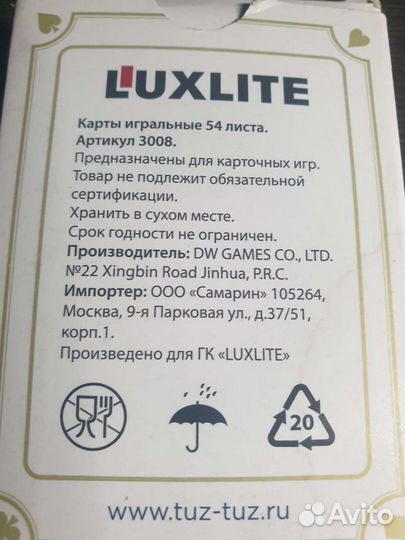 LUXLITE
Карты игральные 54 листа.
Артикул 3008.
Предназначены для карточных игр.
Товар не подлежит обязательной
сертификации.
Хранить в сухом месте.
Срок годности не ограничен.
Производитель: DW GAMES CO., LTD.
№22 Xingbin Road Jinhua, P.R.C.
Импортер: ООО «Самарин» 105264,
Москва, 9-я Парковая ул., д.37/51,
корп.1.
Произведено для ГК «LUXLITE»
20
www.tuz-tuz.ru
Avito